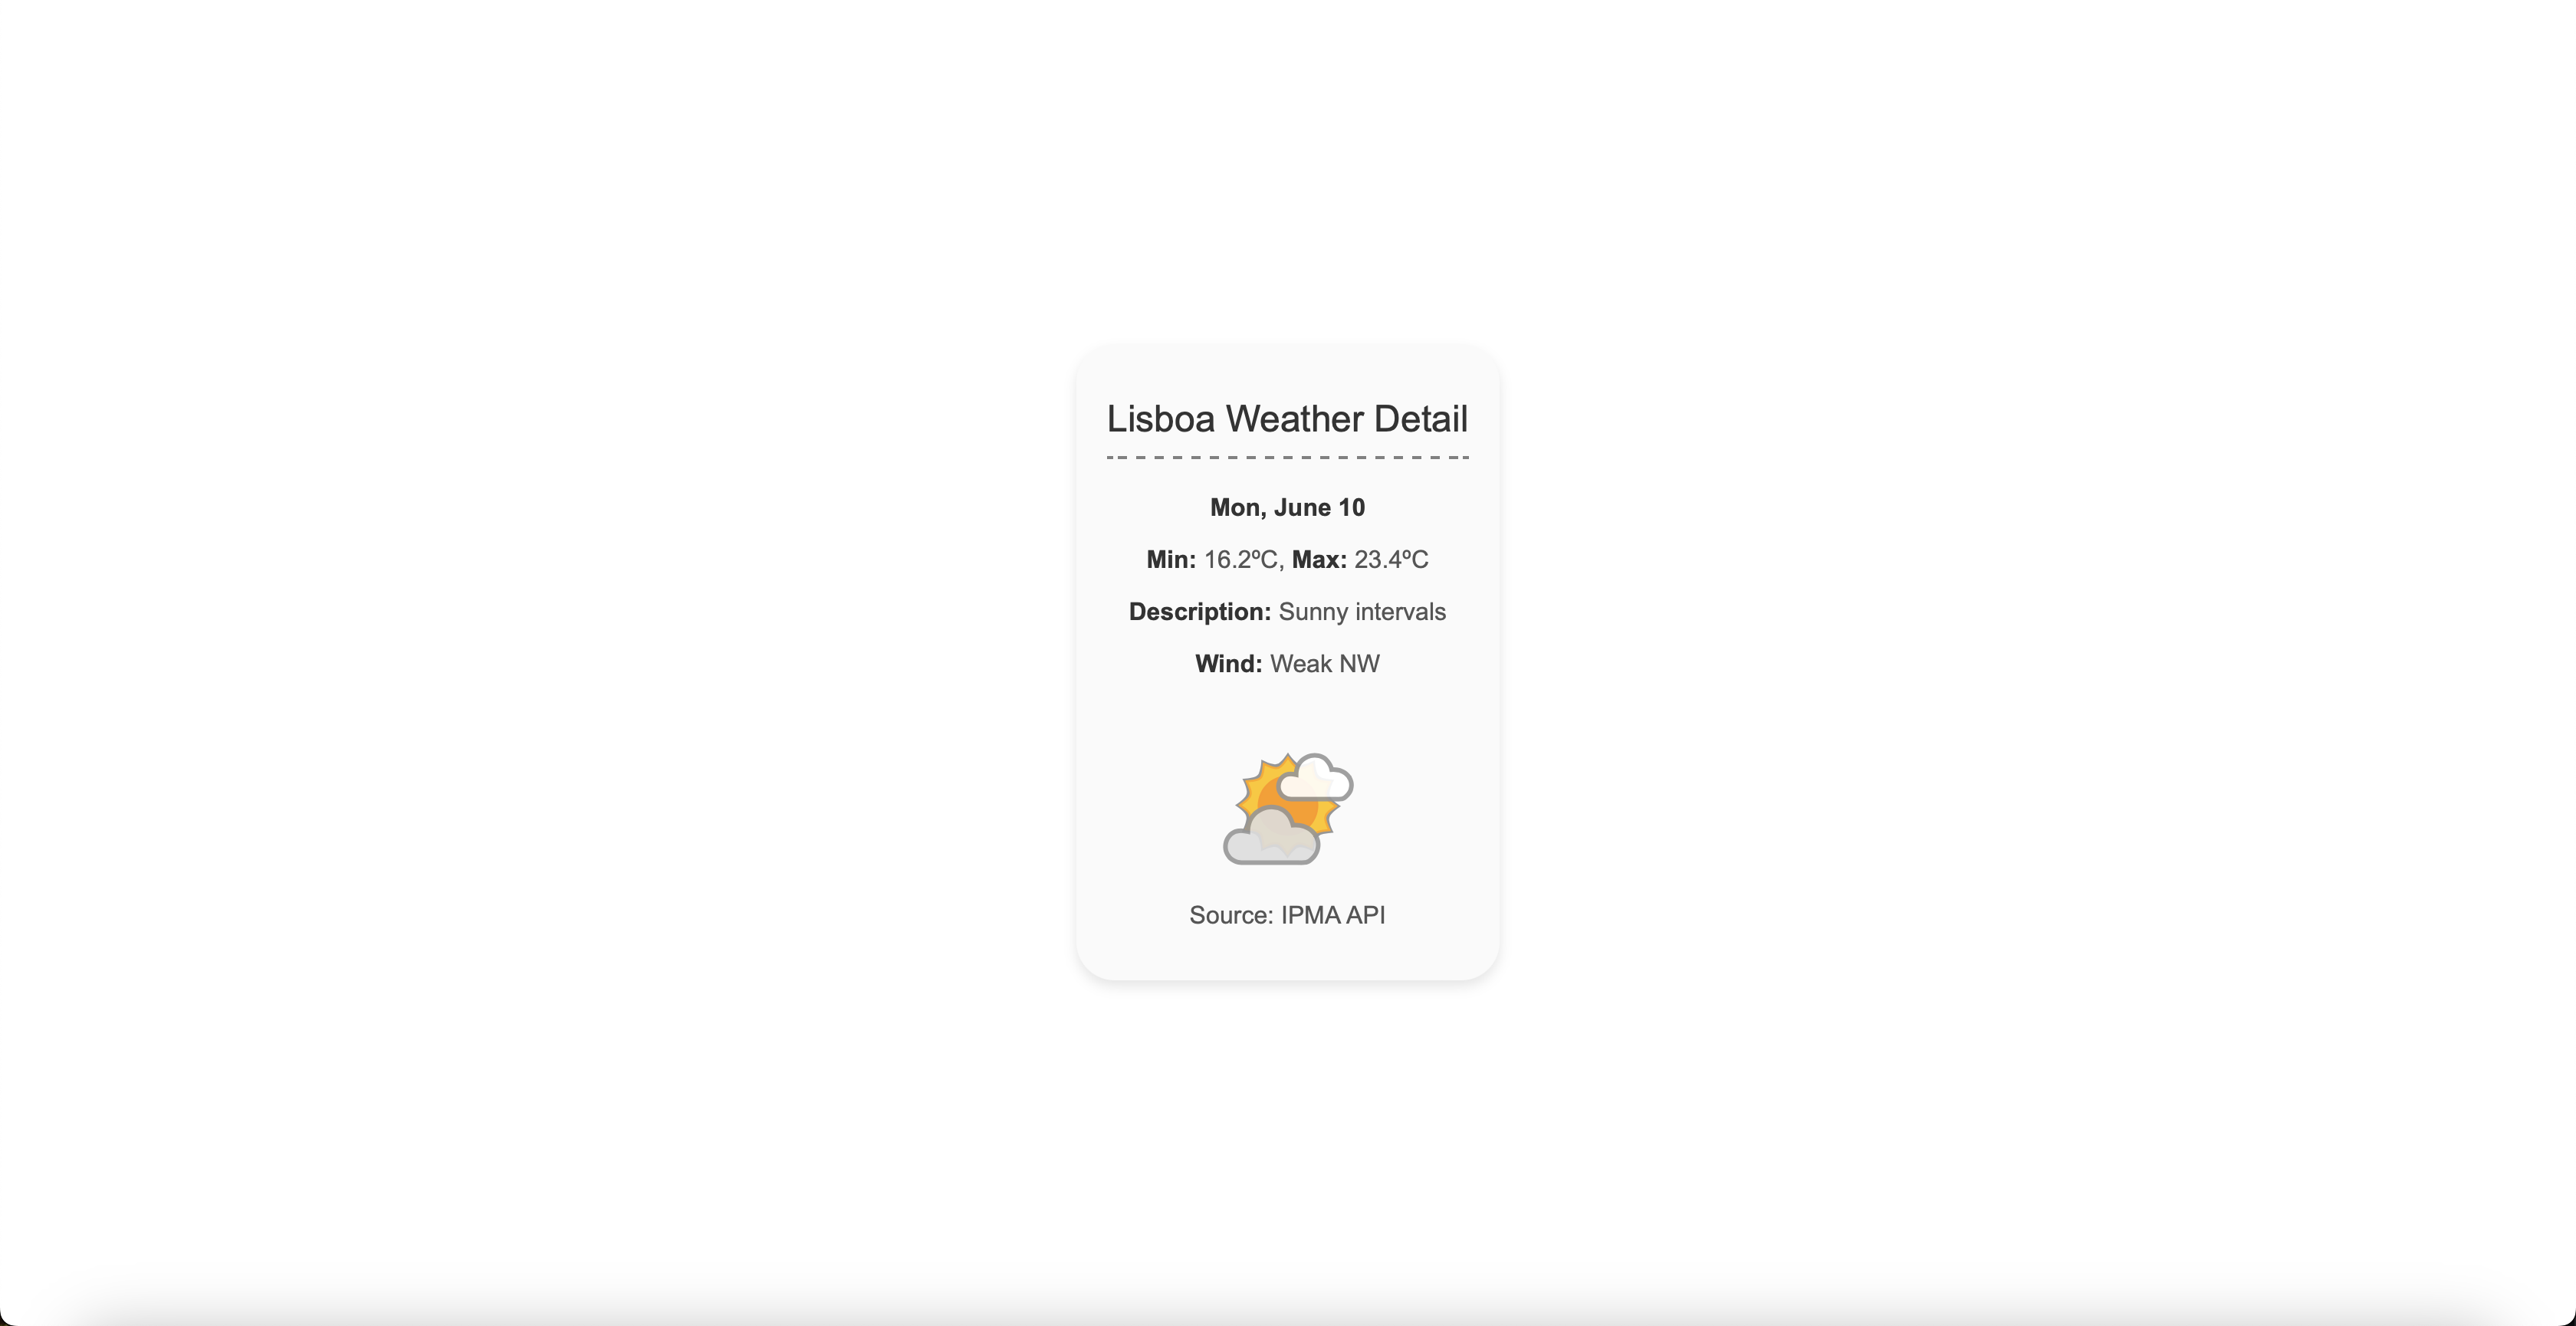 Lisboa Weather Detail
Mon, June 10
Min: 16.2ºC, Max: 23.4ºC
Description: Sunny intervals
Wind: Weak NW
Source: IPMA API